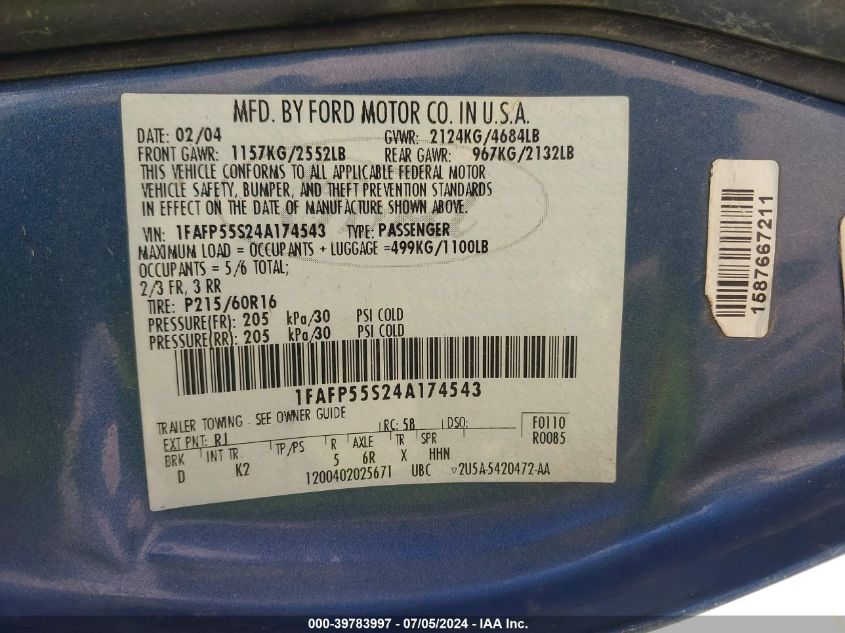 MFD. BY FORD MOTOR CO. IN U.S.A.
DATE: 02/04 GVWR: 2124KG/4684LB
FRONT GAWR: 1157KG/2552LB REAR GAWR: 967KG/2132LB
THIS VEHICLE CONFORMS TO ALL APPLICABLE FEDERAL MOTOR
VEHICLE SAFETY, BUMPER, AND THEFT PREVENTION STANDARDS
IN EFFECT ON THE DATE OF MANUFACTURE SHOWN ABOVE.
VIN: 1FAFP55S24A174543 TYPE: PASSENGER
MAXIMUM LOAD = OCCUPANTS + LUGGAGE =499KG/1100LB
OCCUPANTS = 5/6 TOTAL;
2/3 FR, 3 RR
TIRE: P215/60R16
PRESSURE(FR): 205 kPa/30 PSI COLD
PRESSURE(RR): 205 kPa/30 PSI COLD
1FAFP55S24A174543
TRAILER TOWING - SEE OWNER GUIDE
EXT PNT: RJ RC: 58 DSO: F0110
R0085
BRK INT TR TP/PS R AXLE TR SPR
D K2 5 6R X HHN
1200402025671 UBC ▽2U5A-5420472-AA
1587667211
000-39783997 - 07/05/2024 - IAA, LLC.